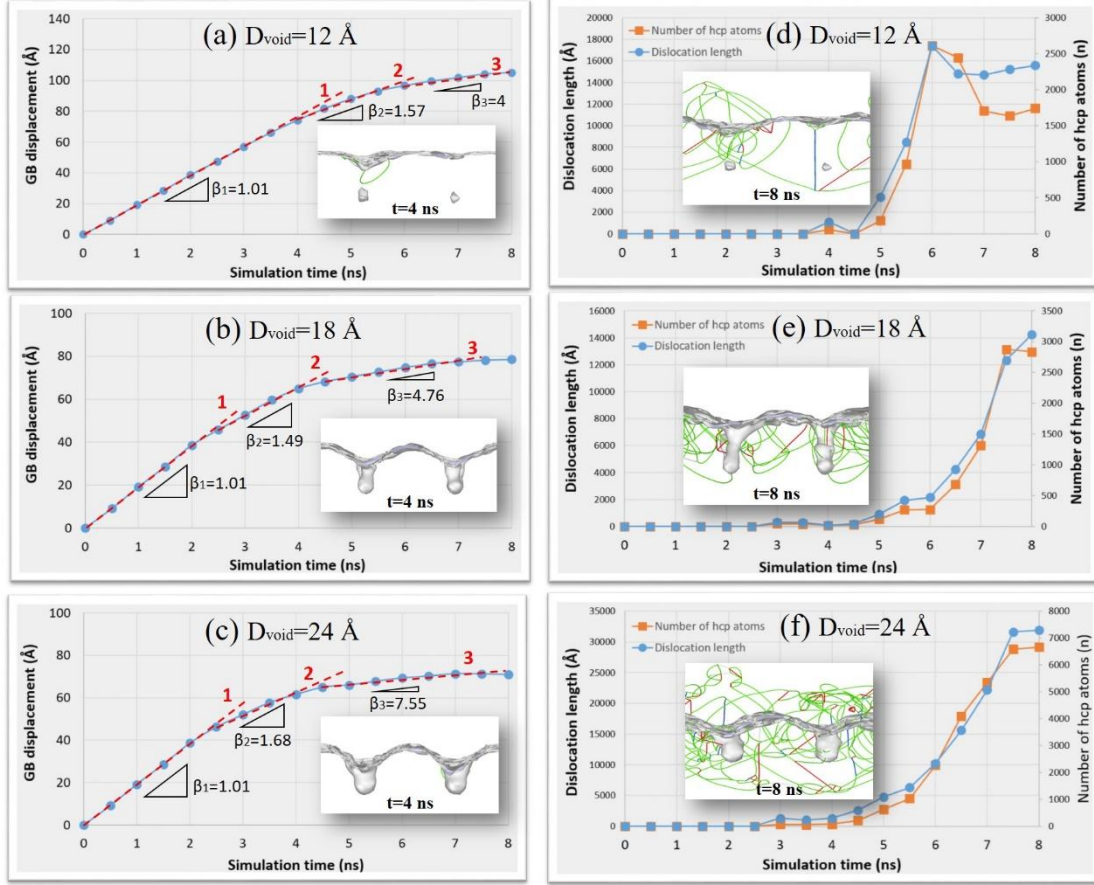 (a) Dvoid=12 Å
GB displacement (Å)
140
120
100
80
60
40
20
0
0 1 2 3 4 5 6 7 8
Simulation time (ns)
1
2
3
β1=1.01
β2=1.57
β3=4
t=4 ns
(d) Dvoid=12 Å
Number of hcp atoms
Dislocation length
Dislocation length (Å)
20000
18000
16000
14000
12000
10000
8000
6000
4000
2000
0
Number of hcp atoms (n)
3000
2500
2000
1500
1000
500
0
0 1 2 3 4 5 6 7 8
Simulation time (ns)
t=8 ns
(b) Dvoid=18 Å
GB displacement (Å)
100
80
60
40
20
0
0 1 2 3 4 5 6 7 8
Simulation time (ns)
1
2
3
β1=1.01
β2=1.49
β3=4.76
t=4 ns
(e) Dvoid=18 Å
Number of hcp atoms
Dislocation length
Dislocation length (Å)
16000
14000
12000
10000
8000
6000
4000
2000
0
Number of hcp atoms (n)
3500
3000
2500
2000
1500
1000
500
0
0 1 2 3 4 5 6 7 8
Simulation time (ns)
t=8 ns
(c) Dvoid=24 Å
GB displacement (Å)
100
80
60
40
20
0
0 1 2 3 4 5 6 7 8
Simulation time (ns)
1
2
3
β1=1.01
β2=1.68
β3=7.55
t=4 ns
(f) Dvoid=24 Å
Number of hcp atoms
Dislocation length
Dislocation length (Å)
35000
30000
25000
20000
15000
10000
5000
0
Number of hcp atoms (n)
8000
7000
6000
5000
4000
3000
2000
1000
0
0 1 2 3 4 5 6 7 8
Simulation time (ns)
t=8 ns